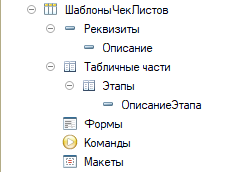 ШаблоныЧекЛистов
Реквизиты
Описание
Табличные части
Этапы
ОписаниеЭтапа
Формы
Команды
Макеты